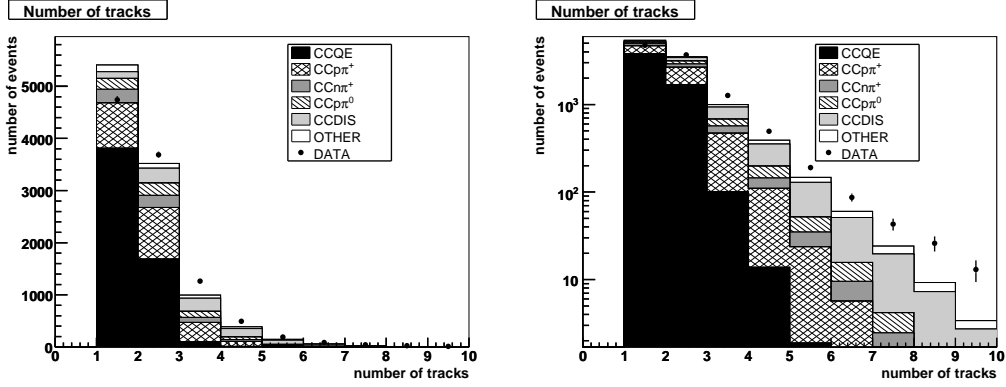 Number of tracks
number of events
5000
4000
3000
2000
1000
0
CCQE
CCpπ⁺
CCnπ⁺
CCpπ⁰
CCDIS
OTHER
DATA
0 1 2 3 4 5 6 7 8 9 10
number of tracks
Number of tracks
number of events
10³
10²
10
CCQE
CCpπ⁺
CCnπ⁺
CCpπ⁰
CCDIS
OTHER
DATA
0 1 2 3 4 5 6 7 8 9 10
number of tracks